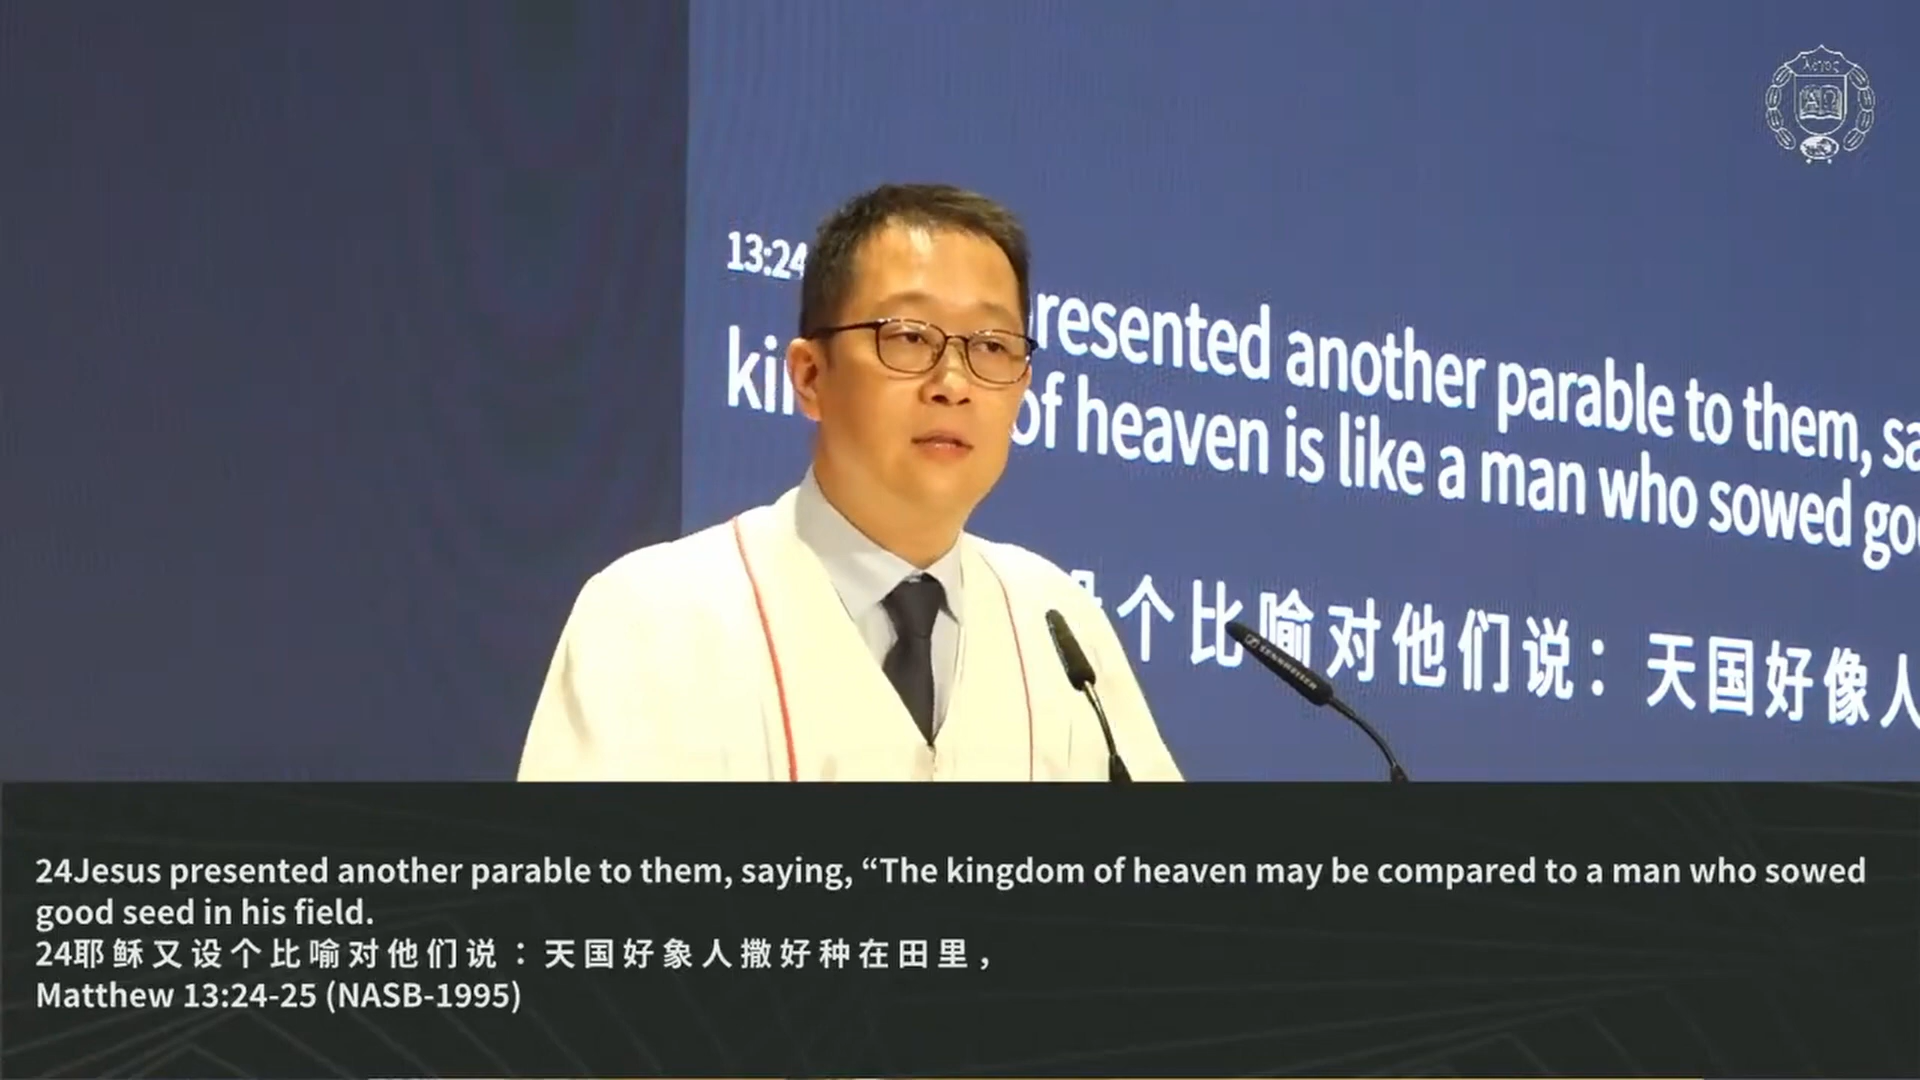 λόγος
Α Ω
13:24
resented another parable to them, sa
of heaven is like a man who sowed go
个比喻对他们说：天国好像人
SENNHEISER
24Jesus presented another parable to them, saying, “The kingdom of heaven may be compared to a man who sowed
good seed in his field.
24耶稣又设个比喻对他们说：天国好象人撒好种在田里，
Matthew 13:24-25 (NASB-1995)